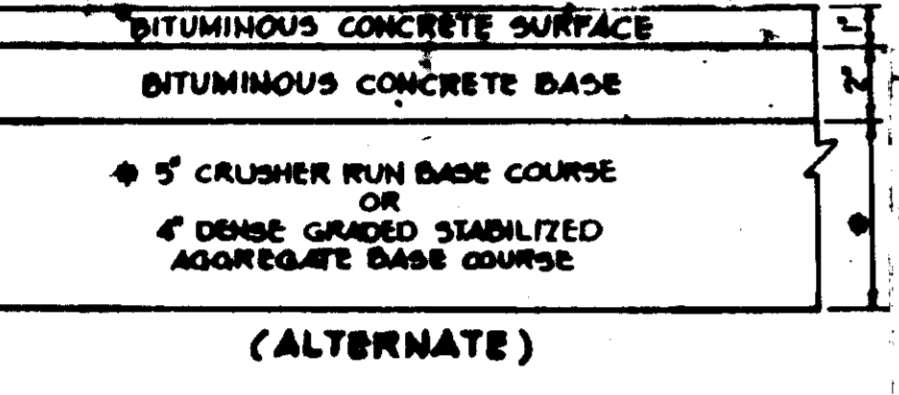 BITUMINOUS CONCRETE SURFACE
BITUMINOUS CONCRETE BASE
2"
5" CRUSHER RUN BASE COURSE
OR
4" DENSE GRADED STABILIZED
AGGREGATE BASE COURSE
(ALTERNATE)